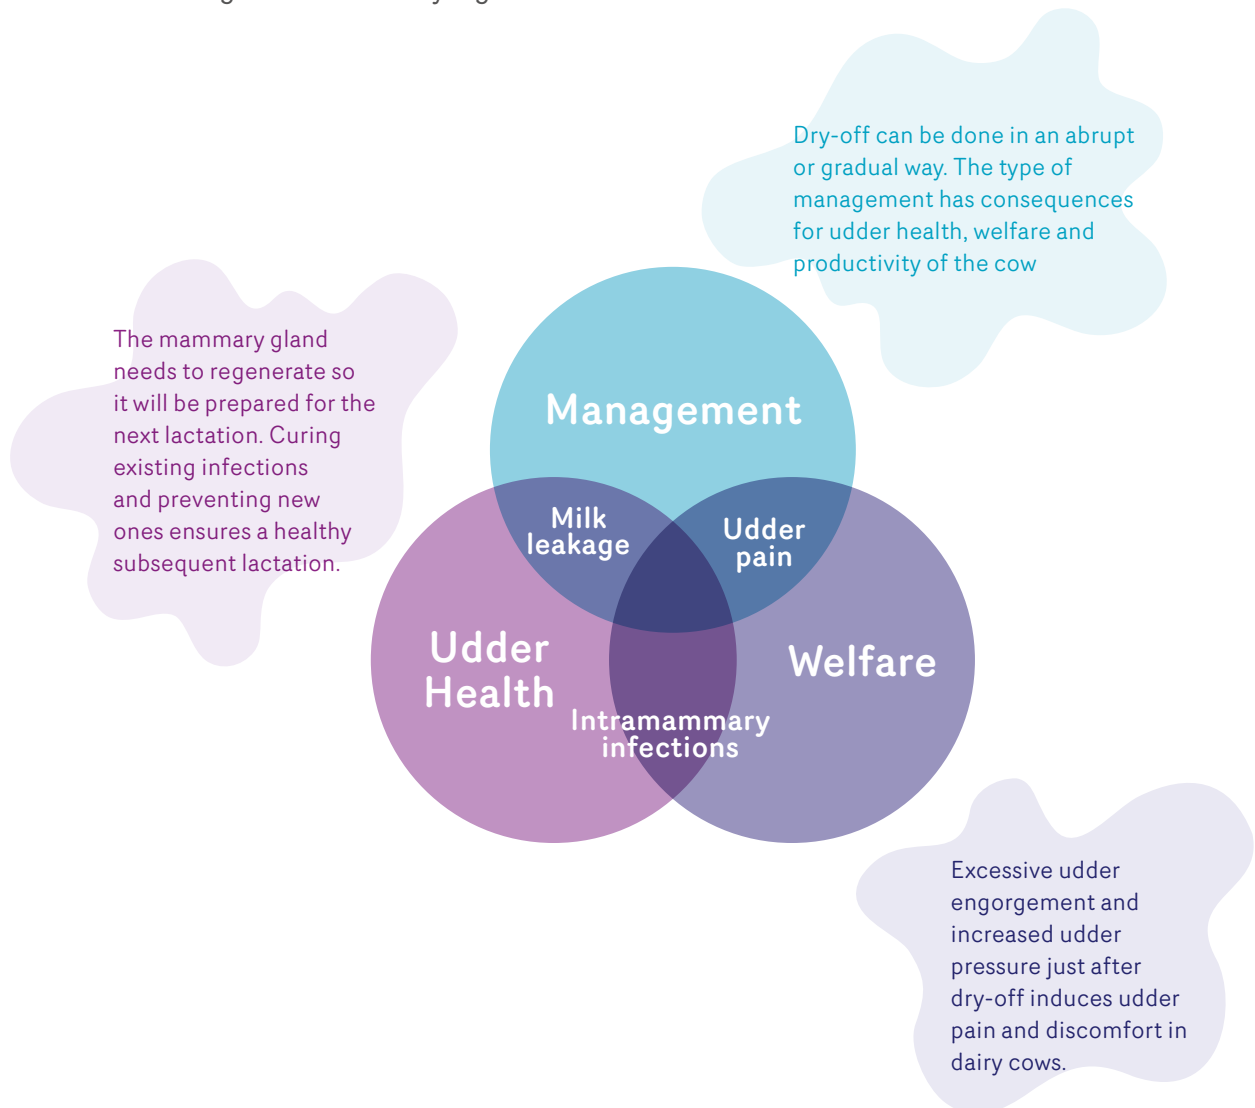 Dry-off can be done in an abrupt
or gradual way. The type of
management has consequences
for udder health, welfare and
productivity of the cow
The mammary gland
needs to regenerate so
it will be prepared for the
next lactation. Curing
existing infections
and preventing new
ones ensures a healthy
subsequent lactation.
Management
Milk
leakage
Udder
pain
Udder
Health
Welfare
Intramammary
infections
Excessive udder
engorgement and
increased udder
pressure just after
dry-off induces udder
pain and discomfort in
dairy cows.